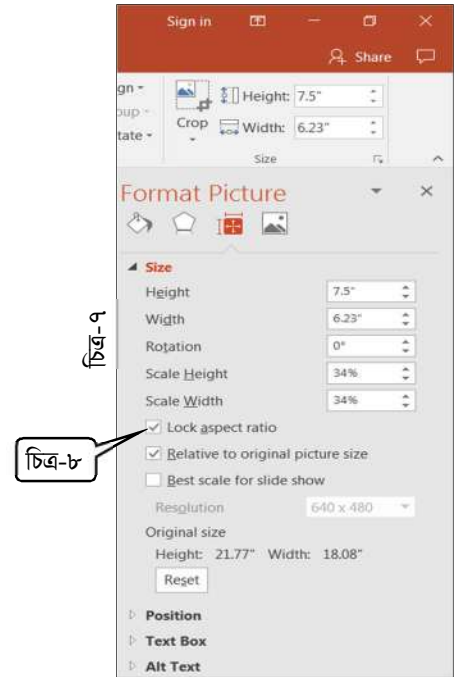 Sign in
Share
gn
oup
tate
Crop
Height: 7.5"
Width: 6.23"
Size
Format Picture
Size
Height 7.5"
Width 6.23"
Rotation 0°
Scale Height 34%
Scale Width 34%
Lock aspect ratio
Relative to original picture size
Best scale for slide show
Resolution 640 x 480
Original size
Height: 21.77" Width: 18.08"
Reset
Position
Text Box
Alt Text
চিত্র-৭
চিত্র-৮